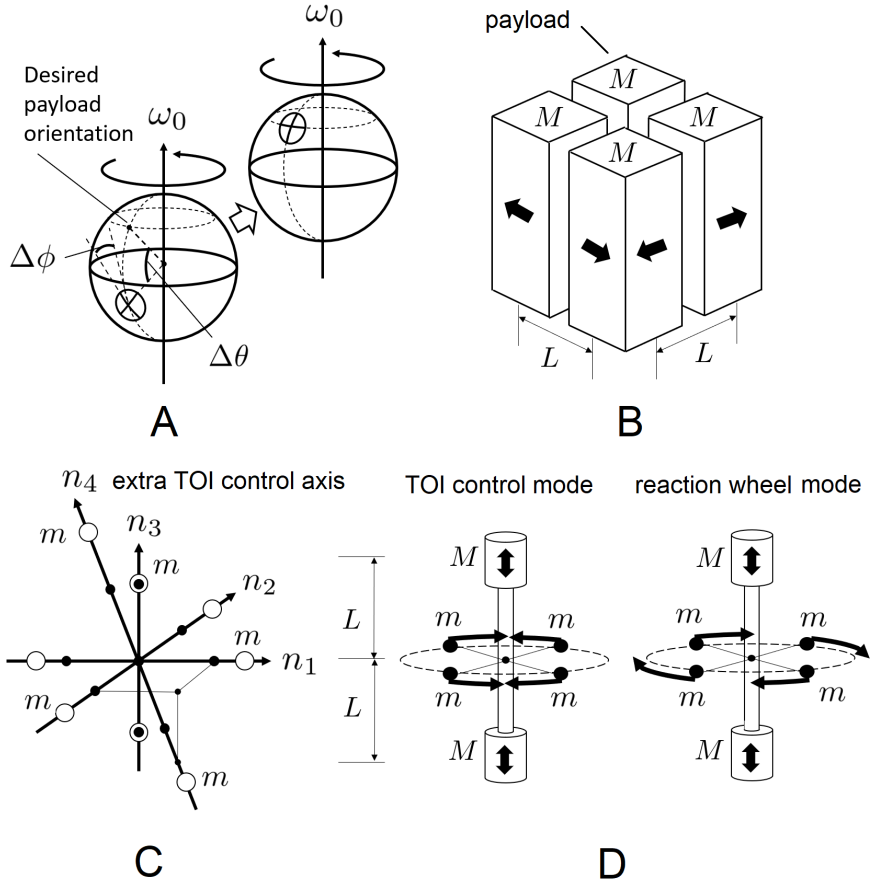 ω₀
ω₀
Desired
payload
orientation
Δϕ
Δθ
A
payload
M
M
M
M
L
L
B
n₄
extra TOI control axis
n₃
m
m
n₂
m
n₁
m
m
C
TOI control mode
reaction wheel mode
M
M
m
m
m
m
L
L
m
m
m
m
M
M
D